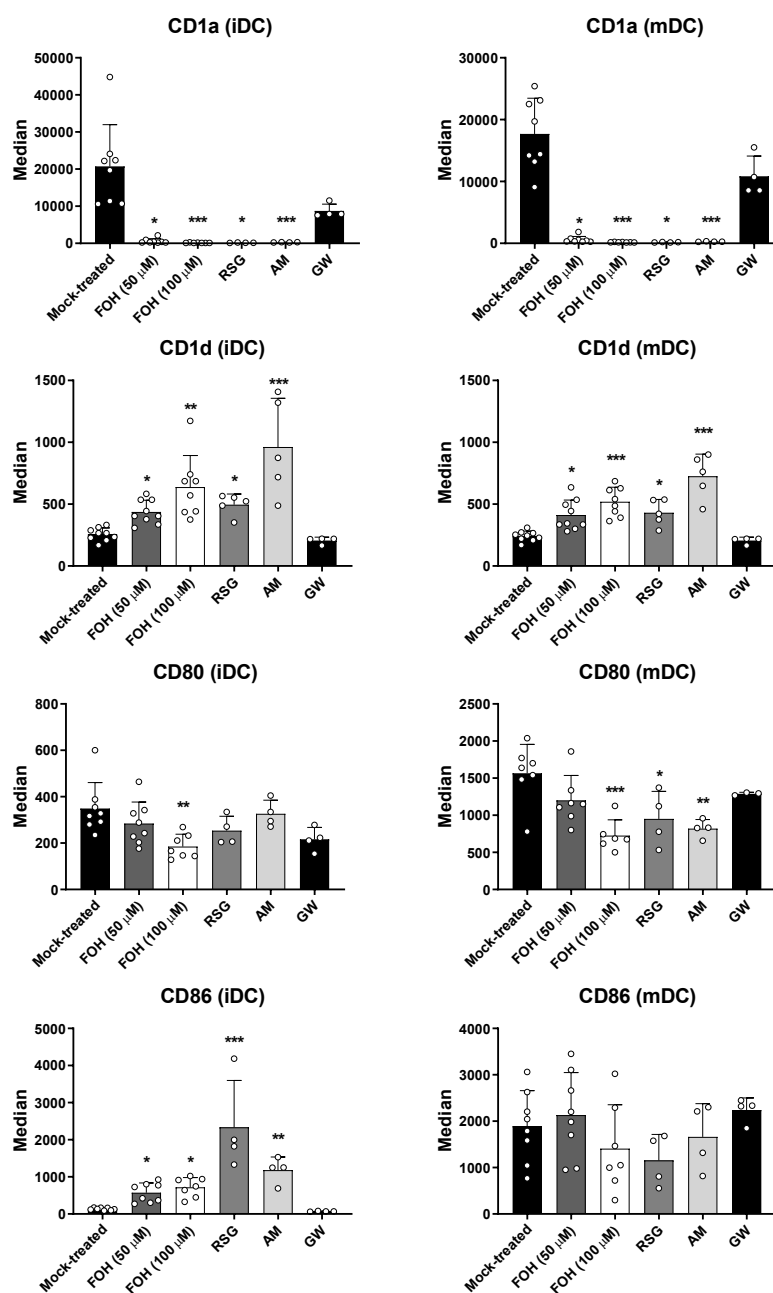 CD1a (iDC)
Median
50000
40000
30000
20000
10000
0
* *** * ***
Mock-treated
FOH (50 μM)
FOH (100 μM)
RSG
AM
GW
CD1a (mDC)
Median
30000
20000
10000
0
* *** * ***
Mock-treated
FOH (50 μM)
FOH (100 μM)
RSG
AM
GW
CD1d (iDC)
Median
1500
1000
500
0
* ** * ***
Mock-treated
FOH (50 μM)
FOH (100 μM)
RSG
AM
GW
CD1d (mDC)
Median
1500
1000
500
0
* *** * ***
Mock-treated
FOH (50 μM)
FOH (100 μM)
RSG
AM
GW
CD80 (iDC)
Median
800
600
400
200
0
**
Mock-treated
FOH (50 μM)
FOH (100 μM)
RSG
AM
GW
CD80 (mDC)
Median
2500
2000
1500
1000
500
0
*** * **
Mock-treated
FOH (50 μM)
FOH (100 μM)
RSG
AM
GW
CD86 (iDC)
Median
5000
4000
3000
2000
1000
0
* * *** **
Mock-treated
FOH (50 μM)
FOH (100 μM)
RSG
AM
GW
CD86 (mDC)
Median
4000
3000
2000
1000
0
Mock-treated
FOH (50 μM)
FOH (100 μM)
RSG
AM
GW